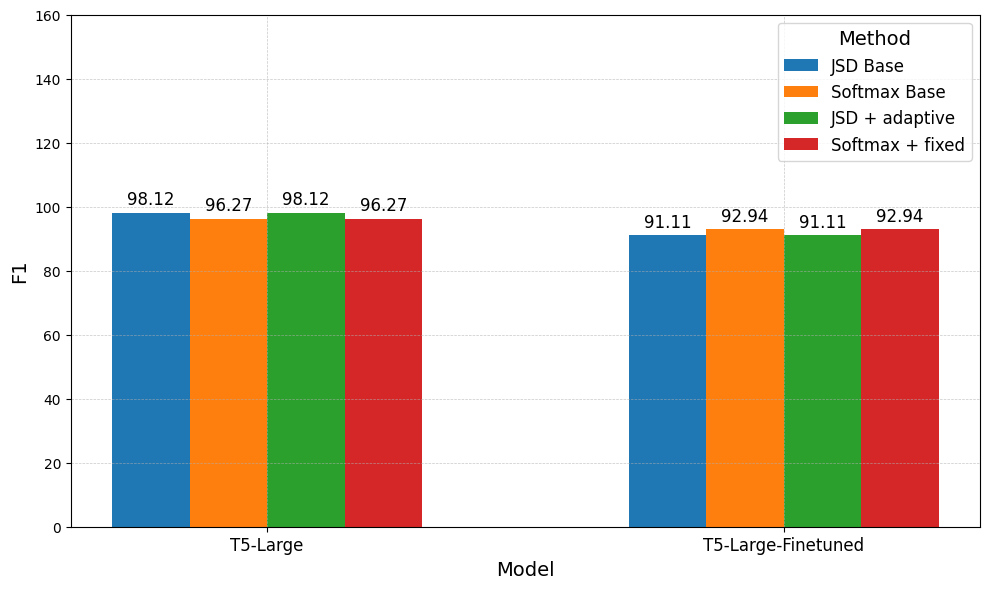 160
140
120
100
80
60
40
20
0
F1
Method
JSD Base
Softmax Base
JSD + adaptive
Softmax + fixed
98.12
96.27
98.12
96.27
91.11
92.94
91.11
92.94
T5-Large
T5-Large-Finetuned
Model